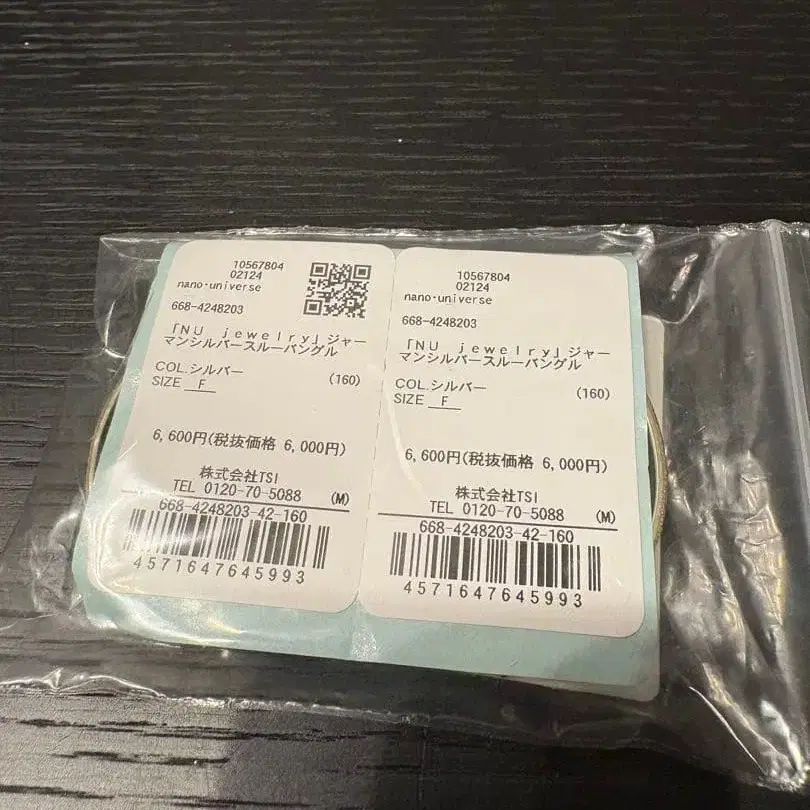 10567804
02124
nano・universe
668-4248203
「NU jewelry」ジャー
マンシルバースルーバングル
COL.シルバー (160)
SIZE F
6,600円(税抜価格 6,000円)
株式会社TSI
TEL 0120-70-5088 (M)
668-4248203-42-160
4571647645993
10567804
02124
nano・universe
668-4248203
「NU jewelry」ジャー
マンシルバースルーバングル
COL.シルバー (160)
SIZE F
6,600円(税抜価格 6,000円)
株式会社TSI
TEL 0120-70-5088 (M)
668-4248203-42-160
4571647645993